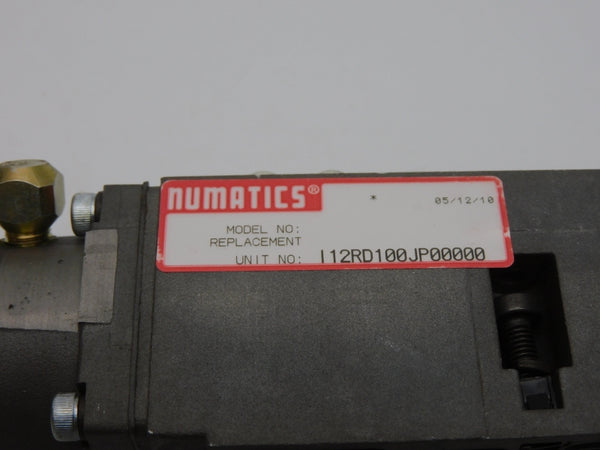 NUMATICS® * 05/12/10
MODEL NO:
REPLACEMENT
UNIT NO: I12RD100JP00000